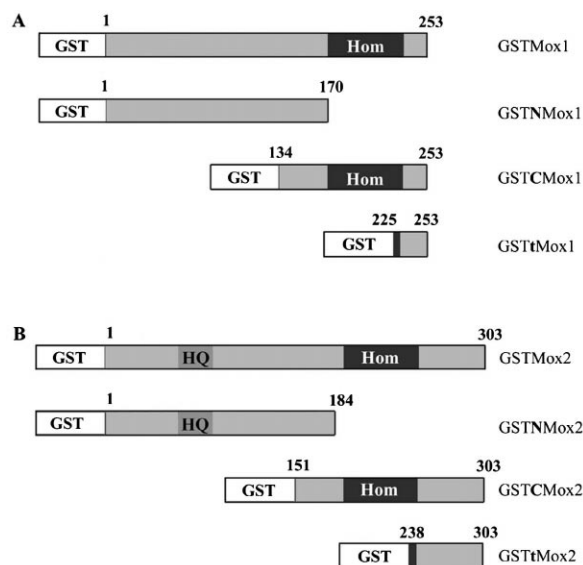 A
1 253
GST Hom GSTMox1
1 170
GST GSTNMox1
134 253
GST Hom GSTCMox1
225 253
GST GSTtMox1
B
1 303
GST HQ Hom GSTMox2
1 184
GST HQ GSTNMox2
151 303
GST Hom GSTCMox2
238 303
GST GSTtMox2